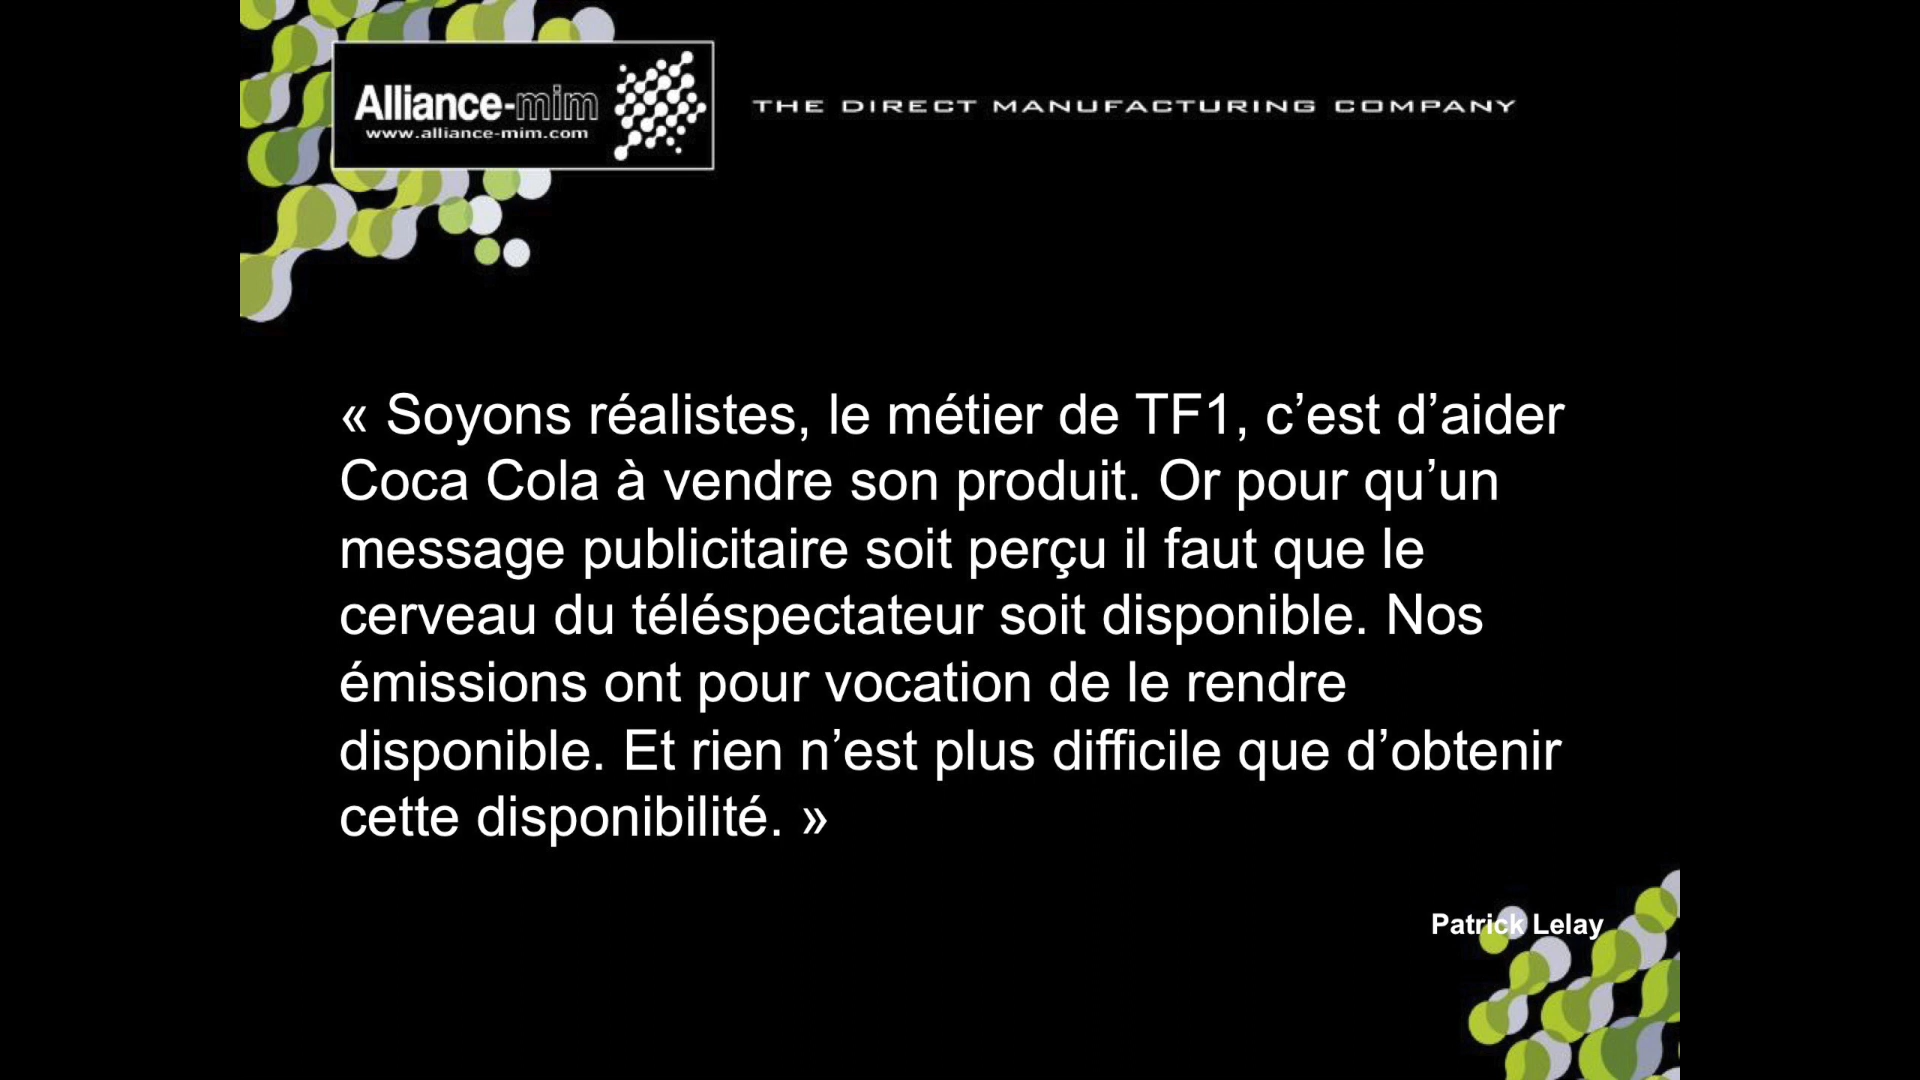 Alliance-mim
www.alliance-mim.com
THE DIRECT MANUFACTURING COMPANY
« Soyons réalistes, le métier de TF1, c’est d’aider
Coca Cola à vendre son produit. Or pour qu’un
message publicitaire soit perçu il faut que le
cerveau du téléspectateur soit disponible. Nos
émissions ont pour vocation de le rendre
disponible. Et rien n’est plus difficile que d’obtenir
cette disponibilité. »
Patrick Lelay